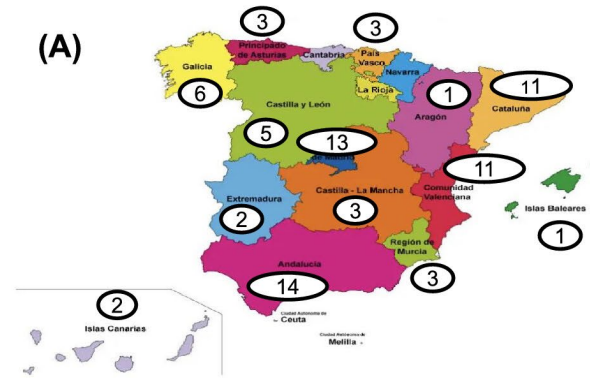 3
3
(A)
Principado
de Asturias
Cantabria
País
Vasco
Navarra
Galicia
6
La Rioja
1
11
Aragón
Cataluña
Castilla y León
5
13
11
Extremadura
2
Castilla - La Mancha
3
Comunidad
Valenciana
Islas Baleares
1
Región de
Murcia
3
Andalucía
14
2
Islas Canarias
Ciudad Autónoma de
Ceuta
Ciudad Autónoma de
Melilla